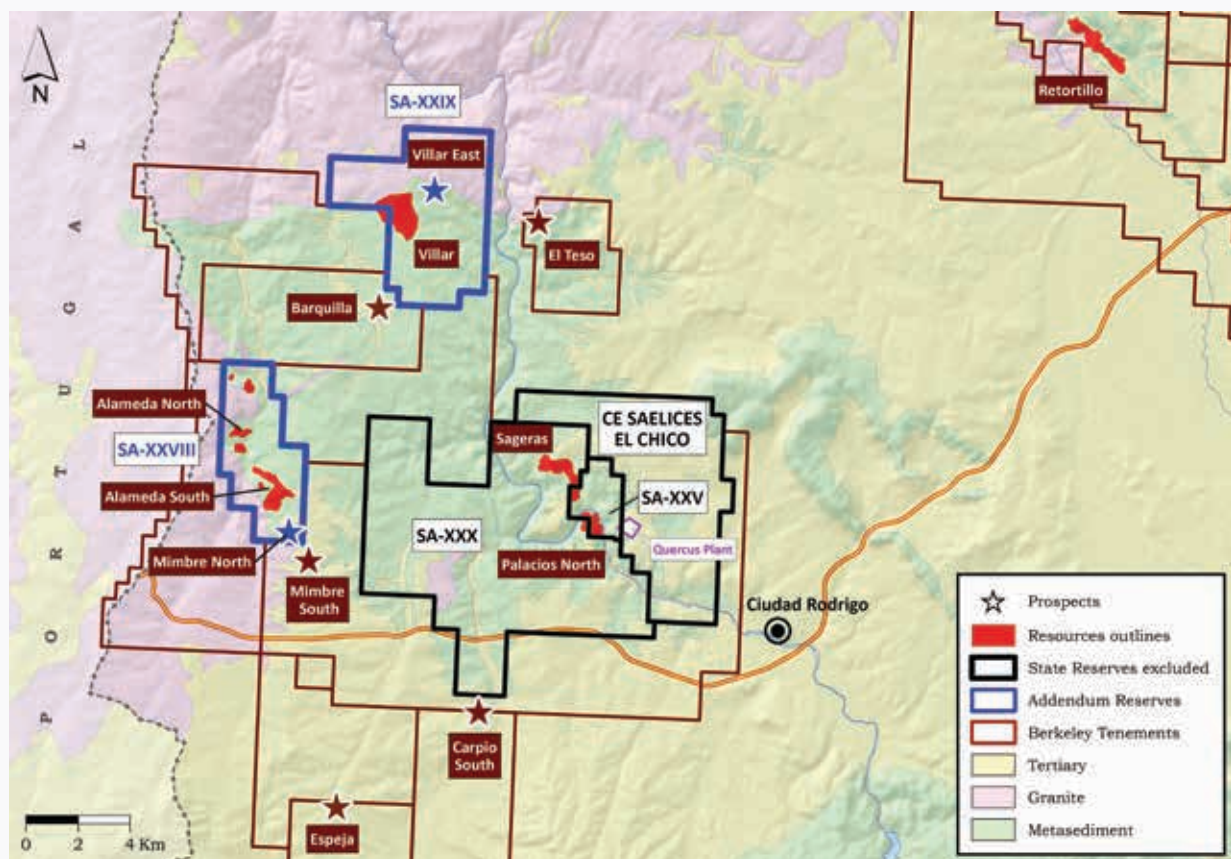 N
SA-XXIX
Villar East
Retortillo
Villar
El Teso
Barquilla
PORTUGAL
Alameda North
SA-XXVIII
Alameda South
Mimbre North
Mimbre
South
Sageras
CE SAELICES
EL CHICO
SA-XXV
SA-XXX
Quercus Plant
Palacios North
Ciudad Rodrigo
Carpio
South
Espeja
0 2 4 Km
Prospects
Resources outlines
State Reserves excluded
Addendum Reserves
Berkeley Tenements
Tertiary
Granite
Metasediment